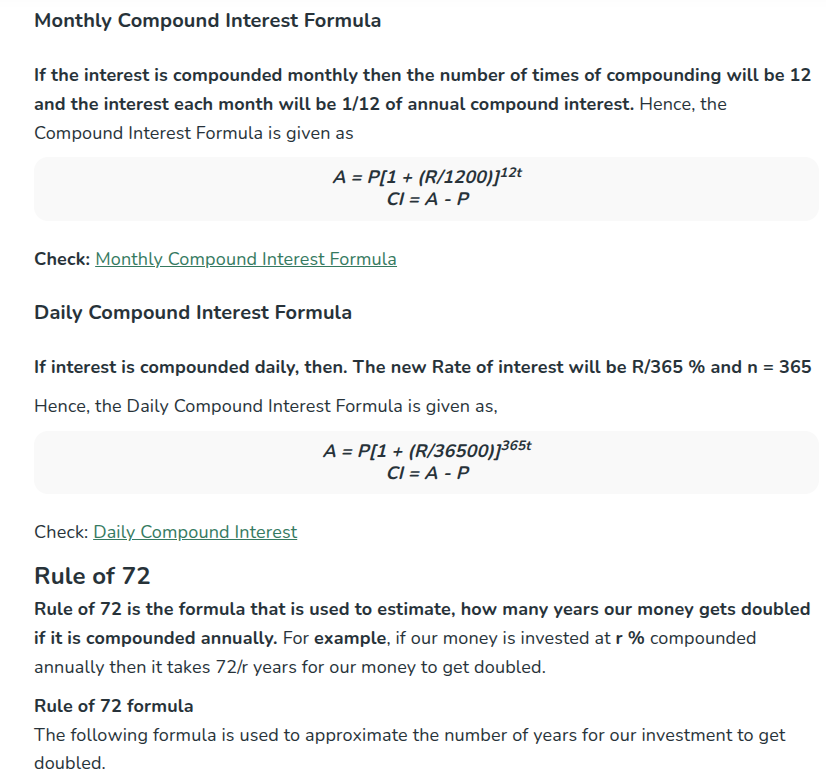 Monthly Compound Interest Formula
If the interest is compounded monthly then the number of times of compounding will be 12
and the interest each month will be 1/12 of annual compound interest. Hence, the
Compound Interest Formula is given as
A = P[1 + (R/1200)]¹²ᵗ
CI = A - P
Check: Monthly Compound Interest Formula
Daily Compound Interest Formula
If interest is compounded daily, then. The new Rate of interest will be R/365 % and n = 365
Hence, the Daily Compound Interest Formula is given as,
A = P[1 + (R/36500)]³⁶⁵ᵗ
CI = A - P
Check: Daily Compound Interest
Rule of 72
Rule of 72 is the formula that is used to estimate, how many years our money gets doubled
if it is compounded annually. For example, if our money is invested at r % compounded
annually then it takes 72/r years for our money to get doubled.
Rule of 72 formula
The following formula is used to approximate the number of years for our investment to get
doubled.